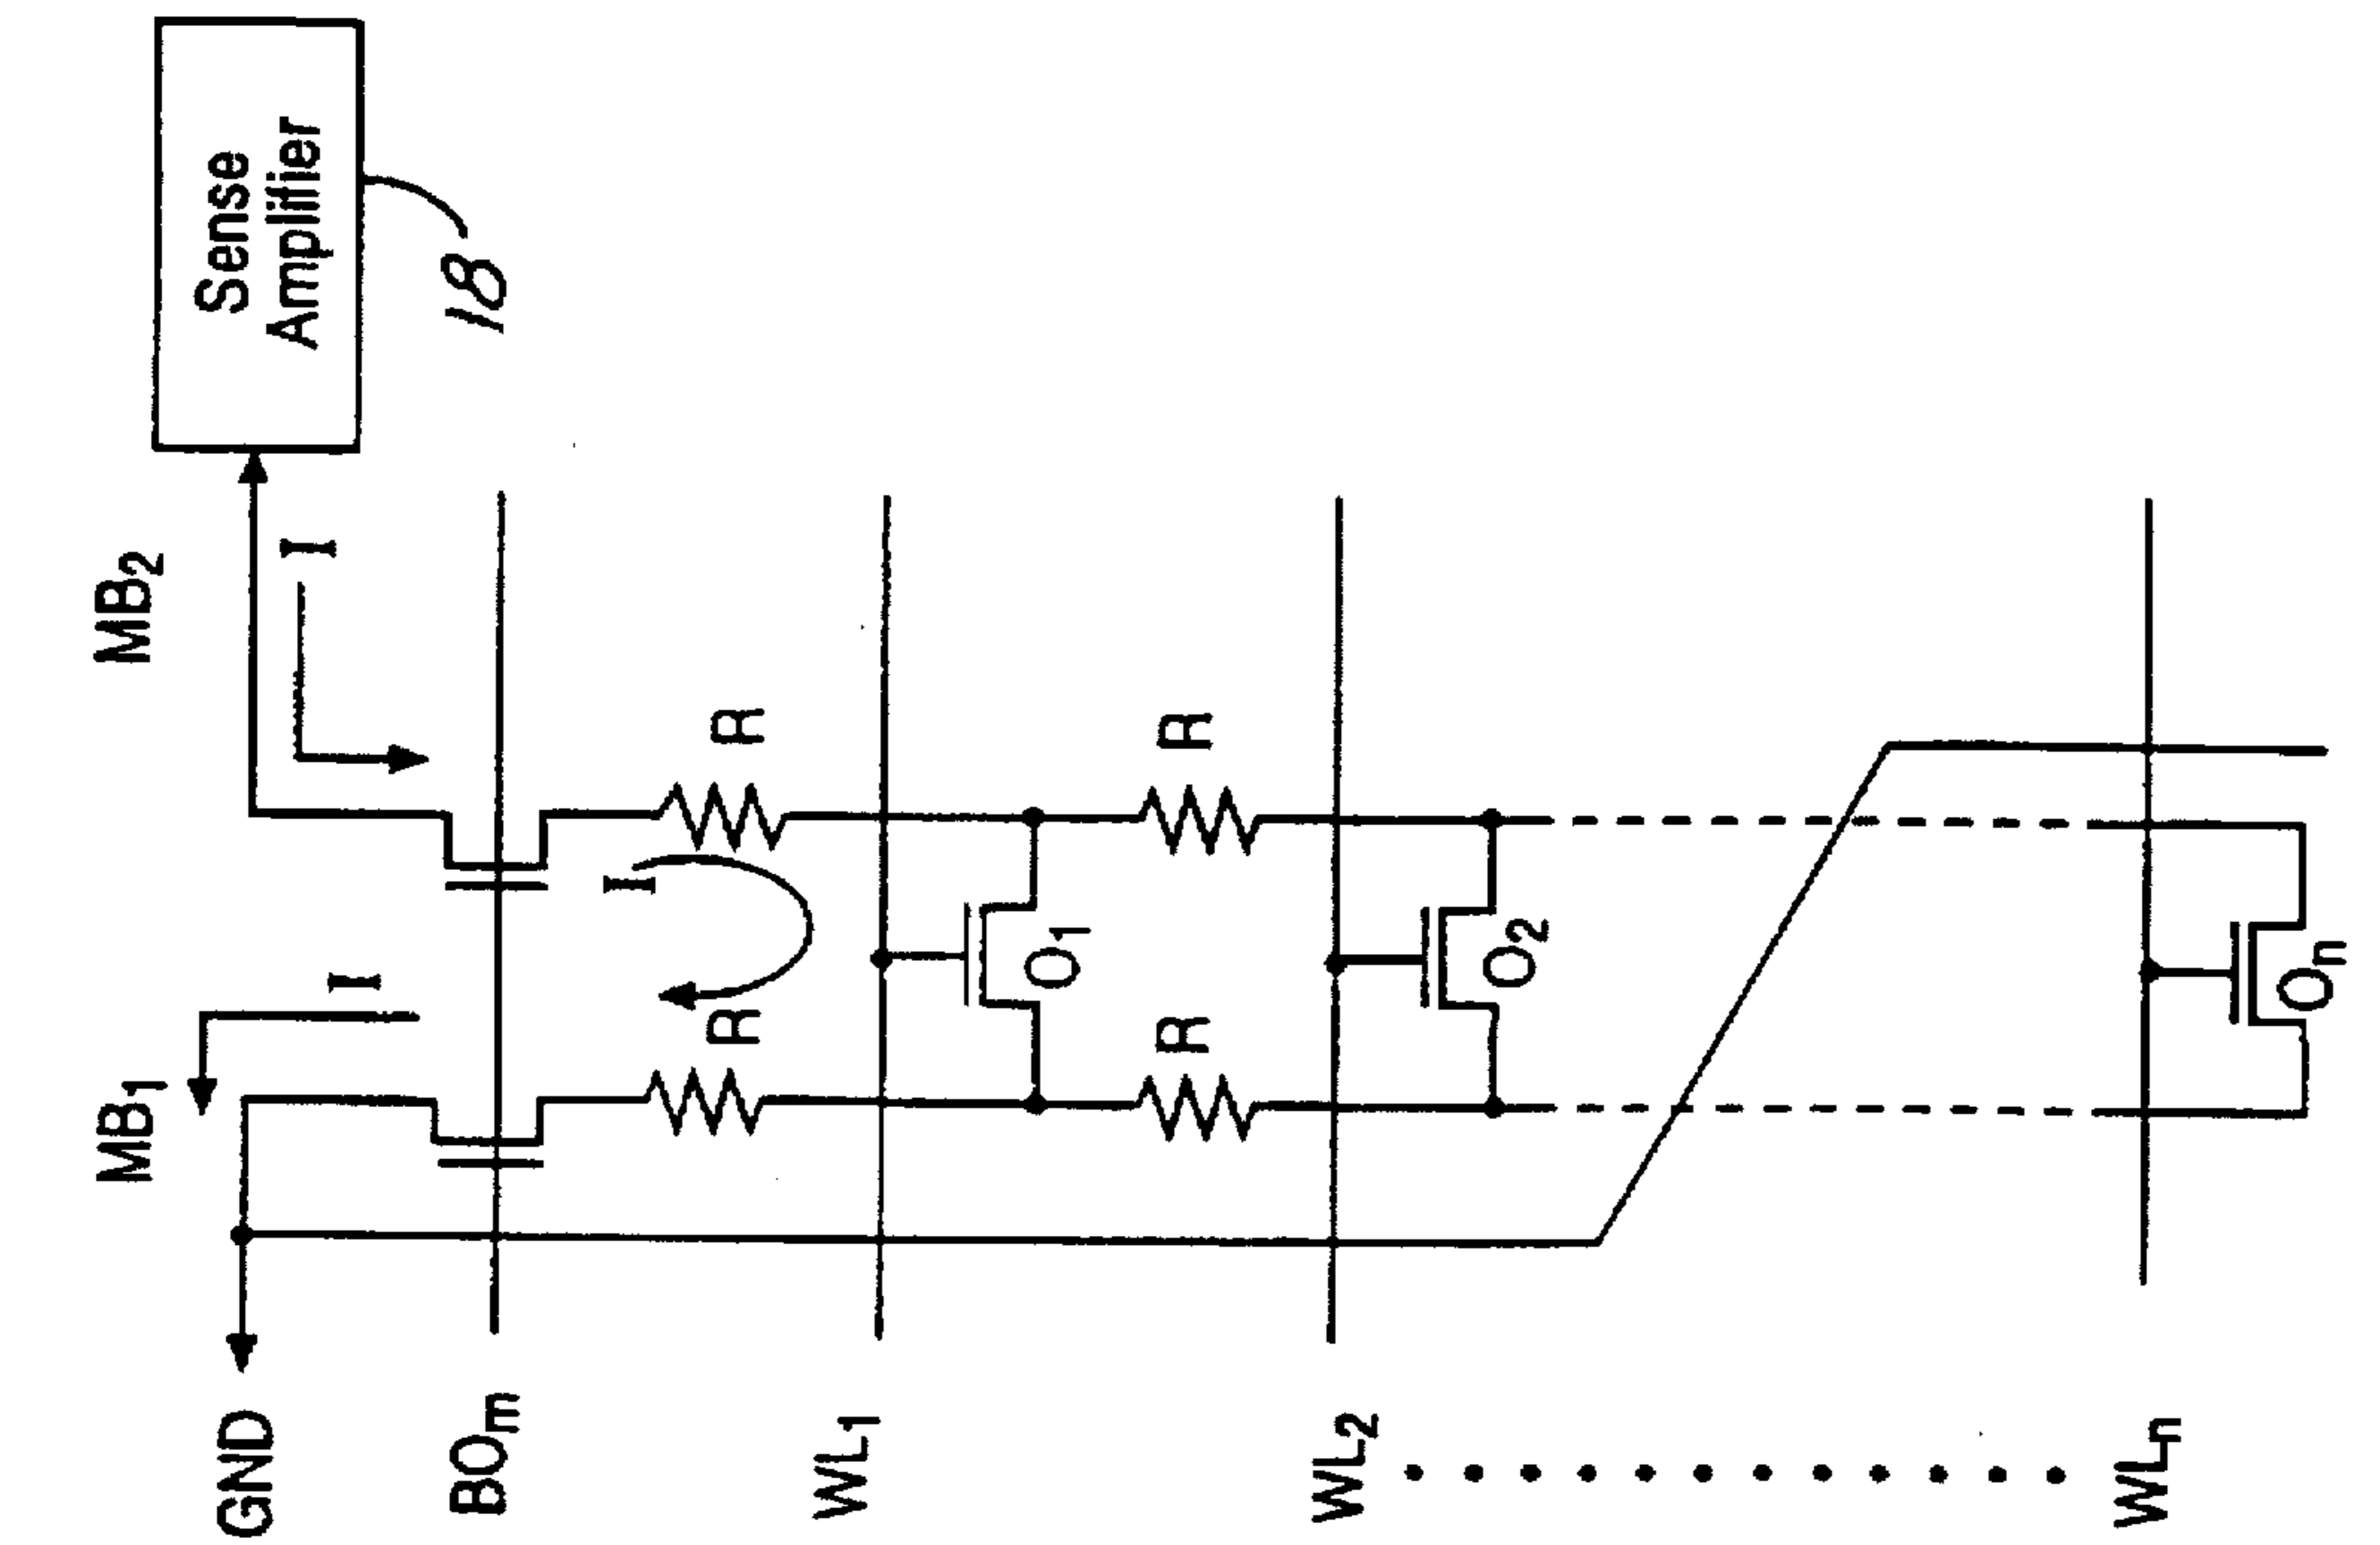 MB₁
MB₂
GND
Sense
Amplifier
I
I
BOₘ
18
I
R
R
WL₁
O₁
R
R
WL₂
O₂
WLₙ
Oₙ